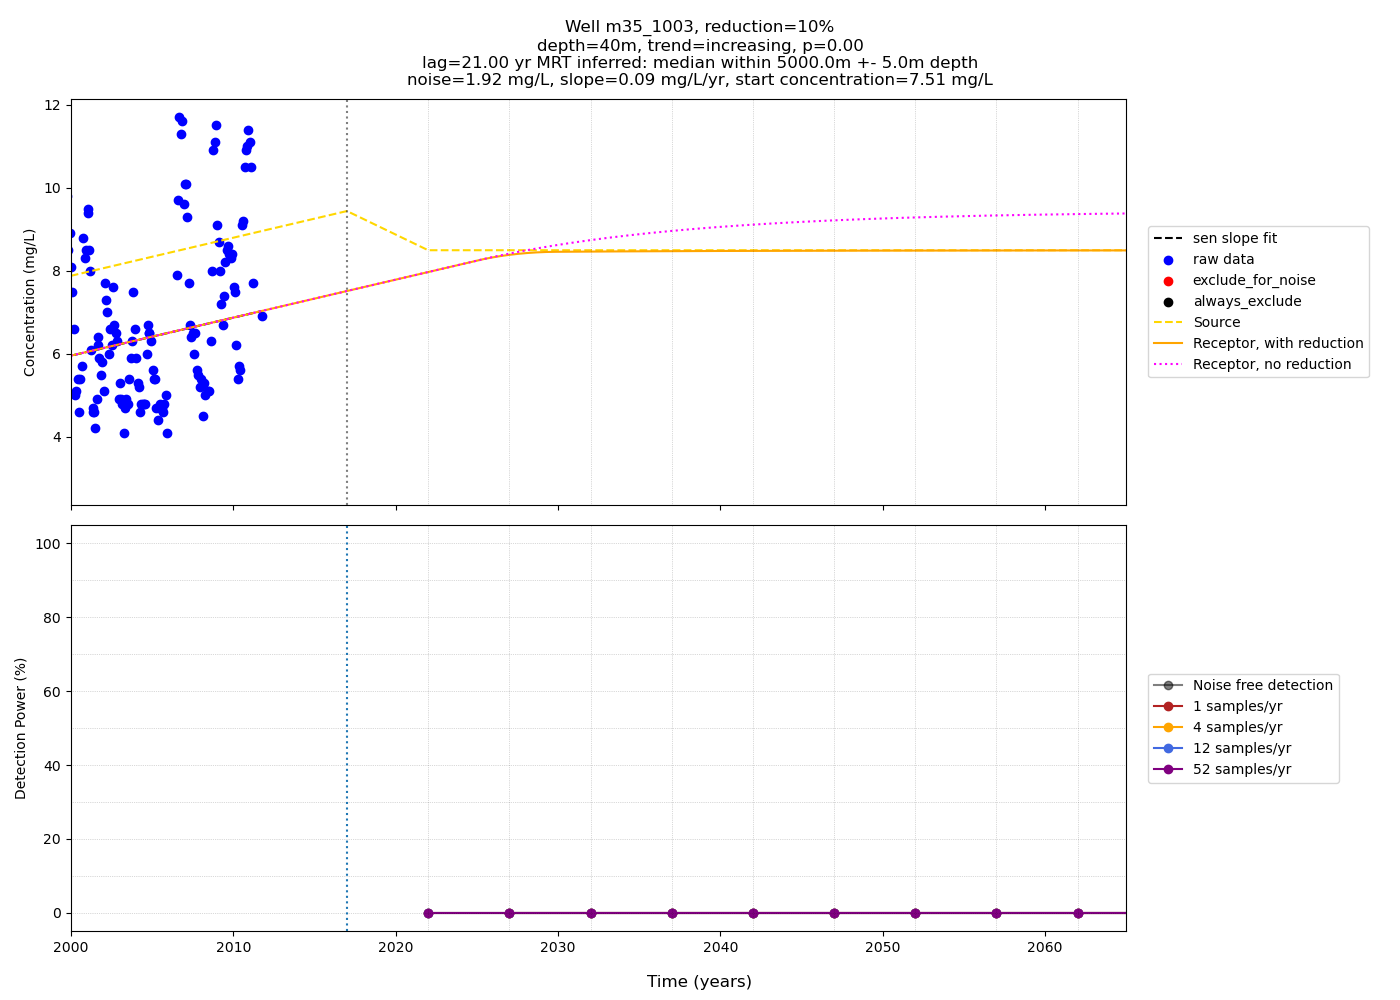 Well m35_1003, reduction=10%
depth=40m, trend=increasing, p=0.00
lag=21.00 yr MRT inferred: median within 5000.0m +- 5.0m depth
noise=1.92 mg/L, slope=0.09 mg/L/yr, start concentration=7.51 mg/L
12
10
8
6
4
Concentration (mg/L)
sen slope fit
raw data
exclude_for_noise
always_exclude
Source
Receptor, with reduction
Receptor, no reduction
100
80
60
40
20
0
Detection Power (%)
Noise free detection
1 samples/yr
4 samples/yr
12 samples/yr
52 samples/yr
2000 2010 2020 2030 2040 2050 2060
Time (years)